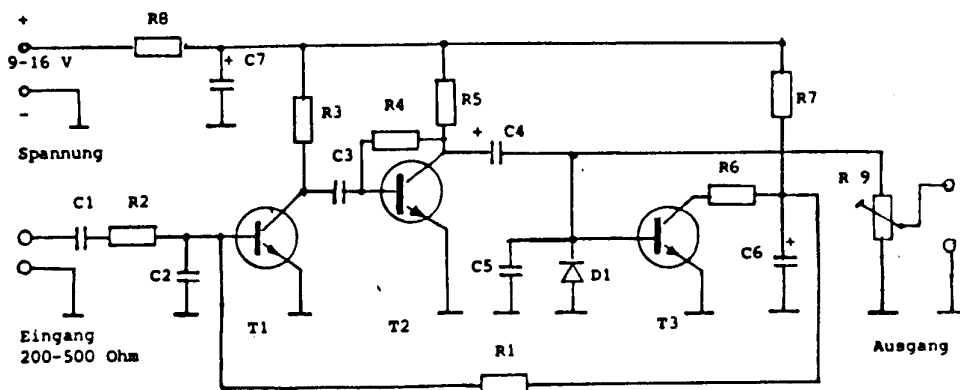 +
R8
9-16 V
+ C7
-
Spannung
R3
R4
R5
R7
C3
+
C4
R6
R 9
C1
R2
C2
C5
D1
C6
+
T1
T2
T3
Eingang
200-500 Ohm
R1
Ausgang